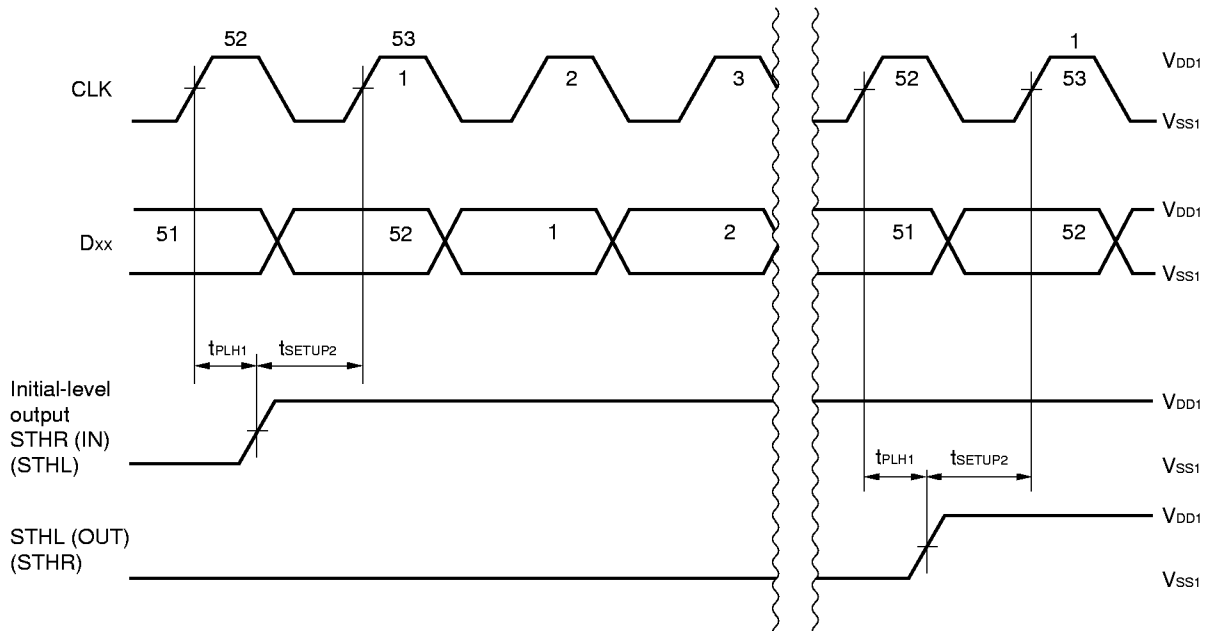 52 53 1
CLK 1 2 3 52 53 VDD1
VSS1
Dxx 51 52 1 2 51 52 VDD1
VSS1
tPLH1 tSETUP2
Initial-level
output
STHR (IN)
(STHL)
VDD1
VSS1
tPLH1 tSETUP2
STHL (OUT)
(STHR)
VDD1
VSS1